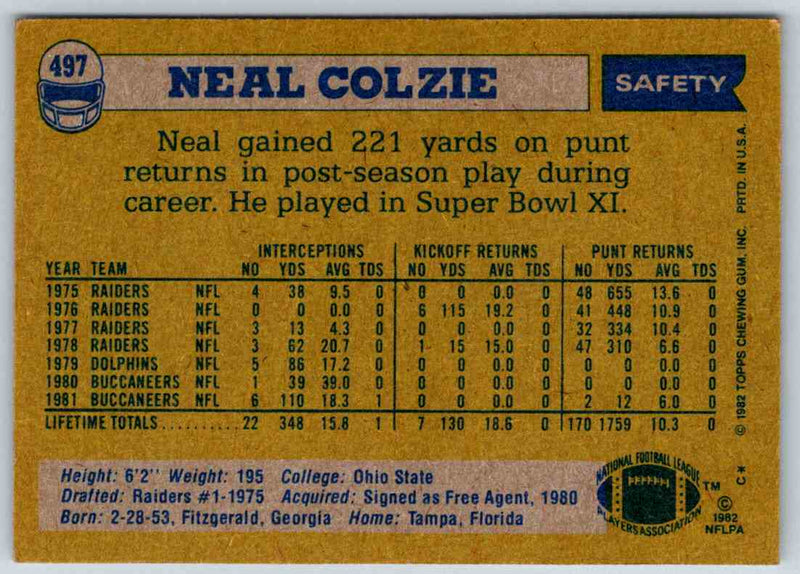 497 NEAL COLZIE SAFETY
Neal gained 221 yards on punt
returns in post-season play during
career. He played in Super Bowl XI.
INTERCEPTIONS KICKOFF RETURNS PUNT RETURNS
YEAR TEAM NO YDS AVG TDS NO YDS AVG TDS NO YDS AVG TDS
1975 RAIDERS NFL 4 38 9.5 0 0 0 0.0 0 48 655 13.6 0
1976 RAIDERS NFL 0 0 0.0 0 6 115 19.2 0 41 448 10.9 0
1977 RAIDERS NFL 3 13 4.3 0 0 0 0.0 0 32 334 10.4 0
1978 RAIDERS NFL 3 62 20.7 0 1 15 15.0 0 47 310 6.6 0
1979 DOLPHINS NFL 5 86 17.2 0 0 0 0.0 0 0 0 0.0 0
1980 BUCCANEERS NFL 1 39 39.0 0 0 0 0.0 0 0 0 0.0 0
1981 BUCCANEERS NFL 6 110 18.3 1 0 0 0.0 0 2 12 6.0 0
LIFETIME TOTALS .......... 22 348 15.8 1 7 130 18.6 0 170 1759 10.3 0
Height: 6'2" Weight: 195 College: Ohio State
Drafted: Raiders #1-1975 Acquired: Signed as Free Agent, 1980
Born: 2-28-53, Fitzgerald, Georgia Home: Tampa, Florida
NATIONAL FOOTBALL LEAGUE
PLAYERS ASSOCIATION
TM
©
1982
NFLPA
C*
© 1982 TOPPS CHEWING GUM, INC. PRTD. IN U.S.A.